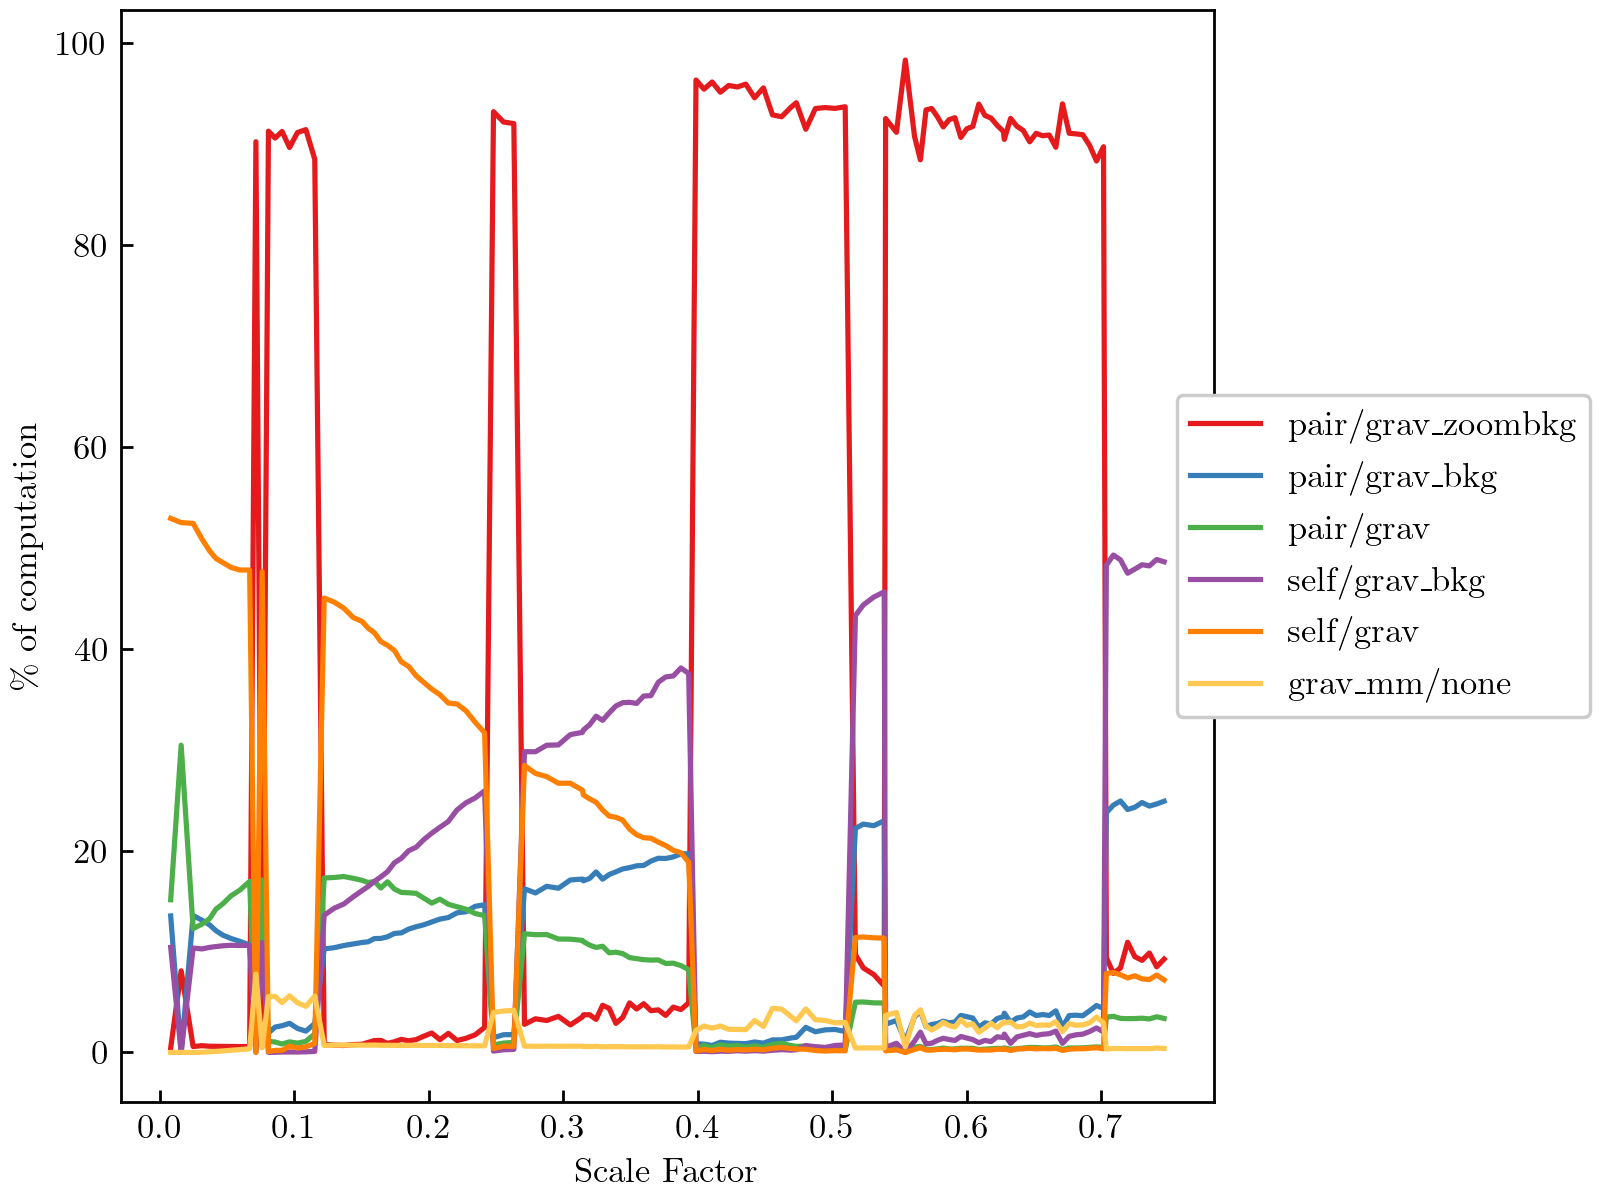 100
80
60
40
20
0
% of computation
0.0 0.1 0.2 0.3 0.4 0.5 0.6 0.7
Scale Factor
pair/grav_zoombkg
pair/grav_bkg
pair/grav
self/grav_bkg
self/grav
grav_mm/none